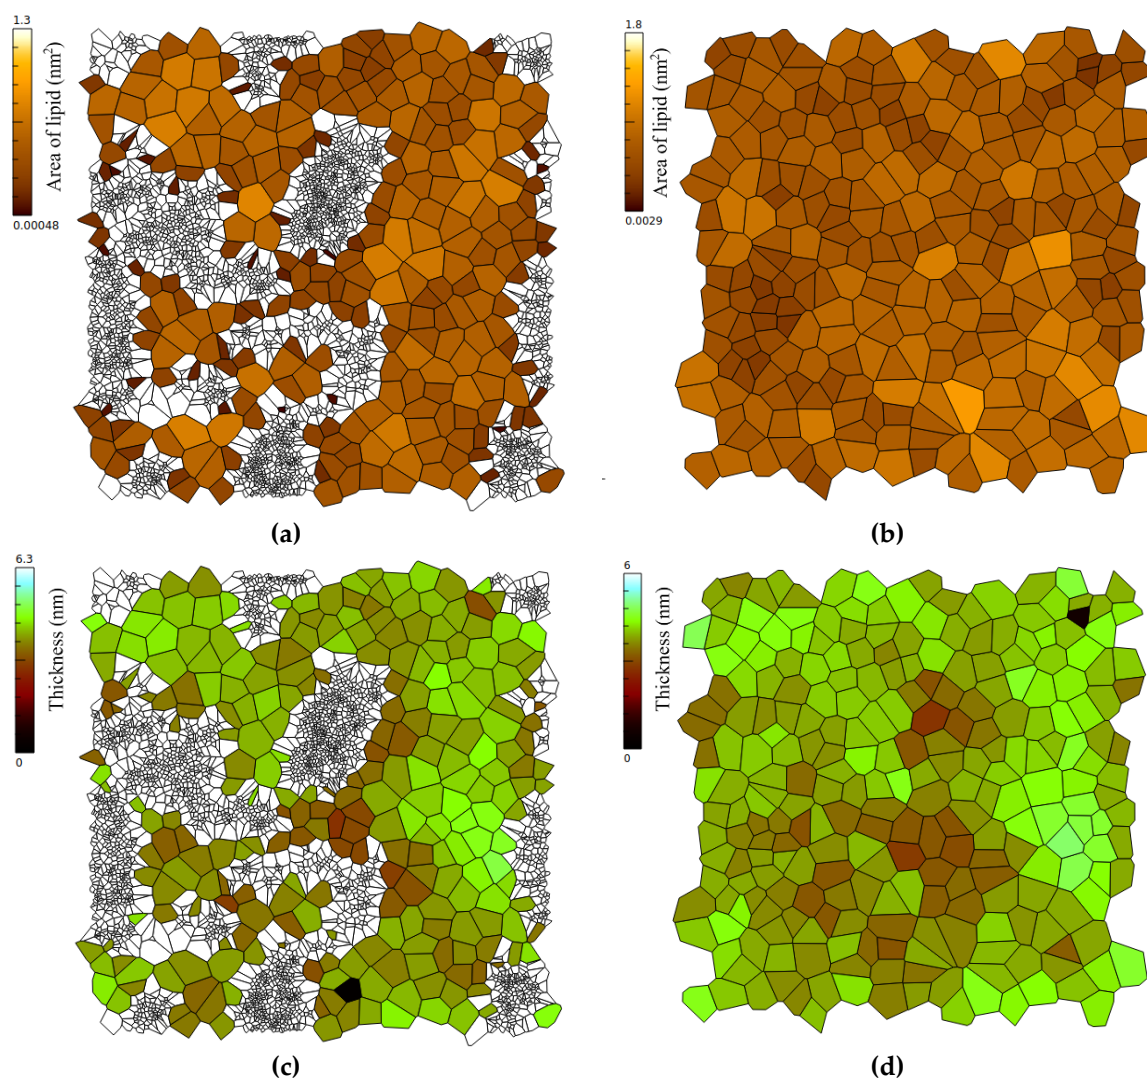 1.3
Area of lipid (nm²)
0.00048
(a)
1.8
Area of lipid (nm²)
0.0029
(b)
6.3
Thickness (nm)
0
(c)
6
Thickness (nm)
0
(d)